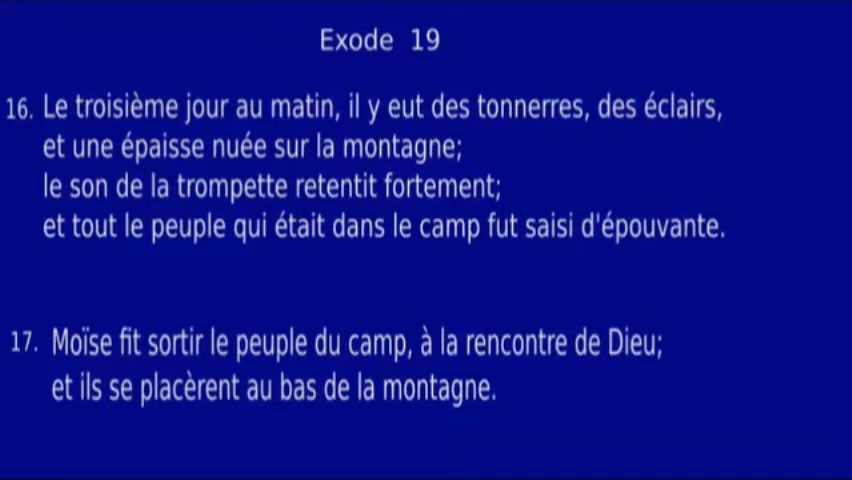 Exode 19
16. Le troisième jour au matin, il y eut des tonnerres, des éclairs,
et une épaisse nuée sur la montagne;
le son de la trompette retentit fortement;
et tout le peuple qui était dans le camp fut saisi d'épouvante.
17. Moïse fit sortir le peuple du camp, à la rencontre de Dieu;
et ils se placèrent au bas de la montagne.